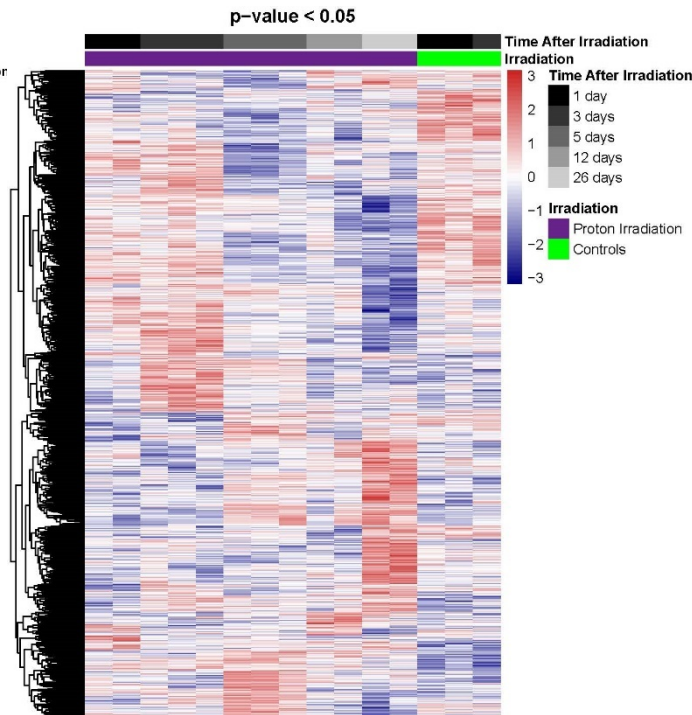 p-value < 0.05
Time After Irradiation
Irradiation
3
2
1
0
−1
−2
−3
Time After Irradiation
1 day
3 days
5 days
12 days
26 days
Irradiation
Proton Irradiation
Controls